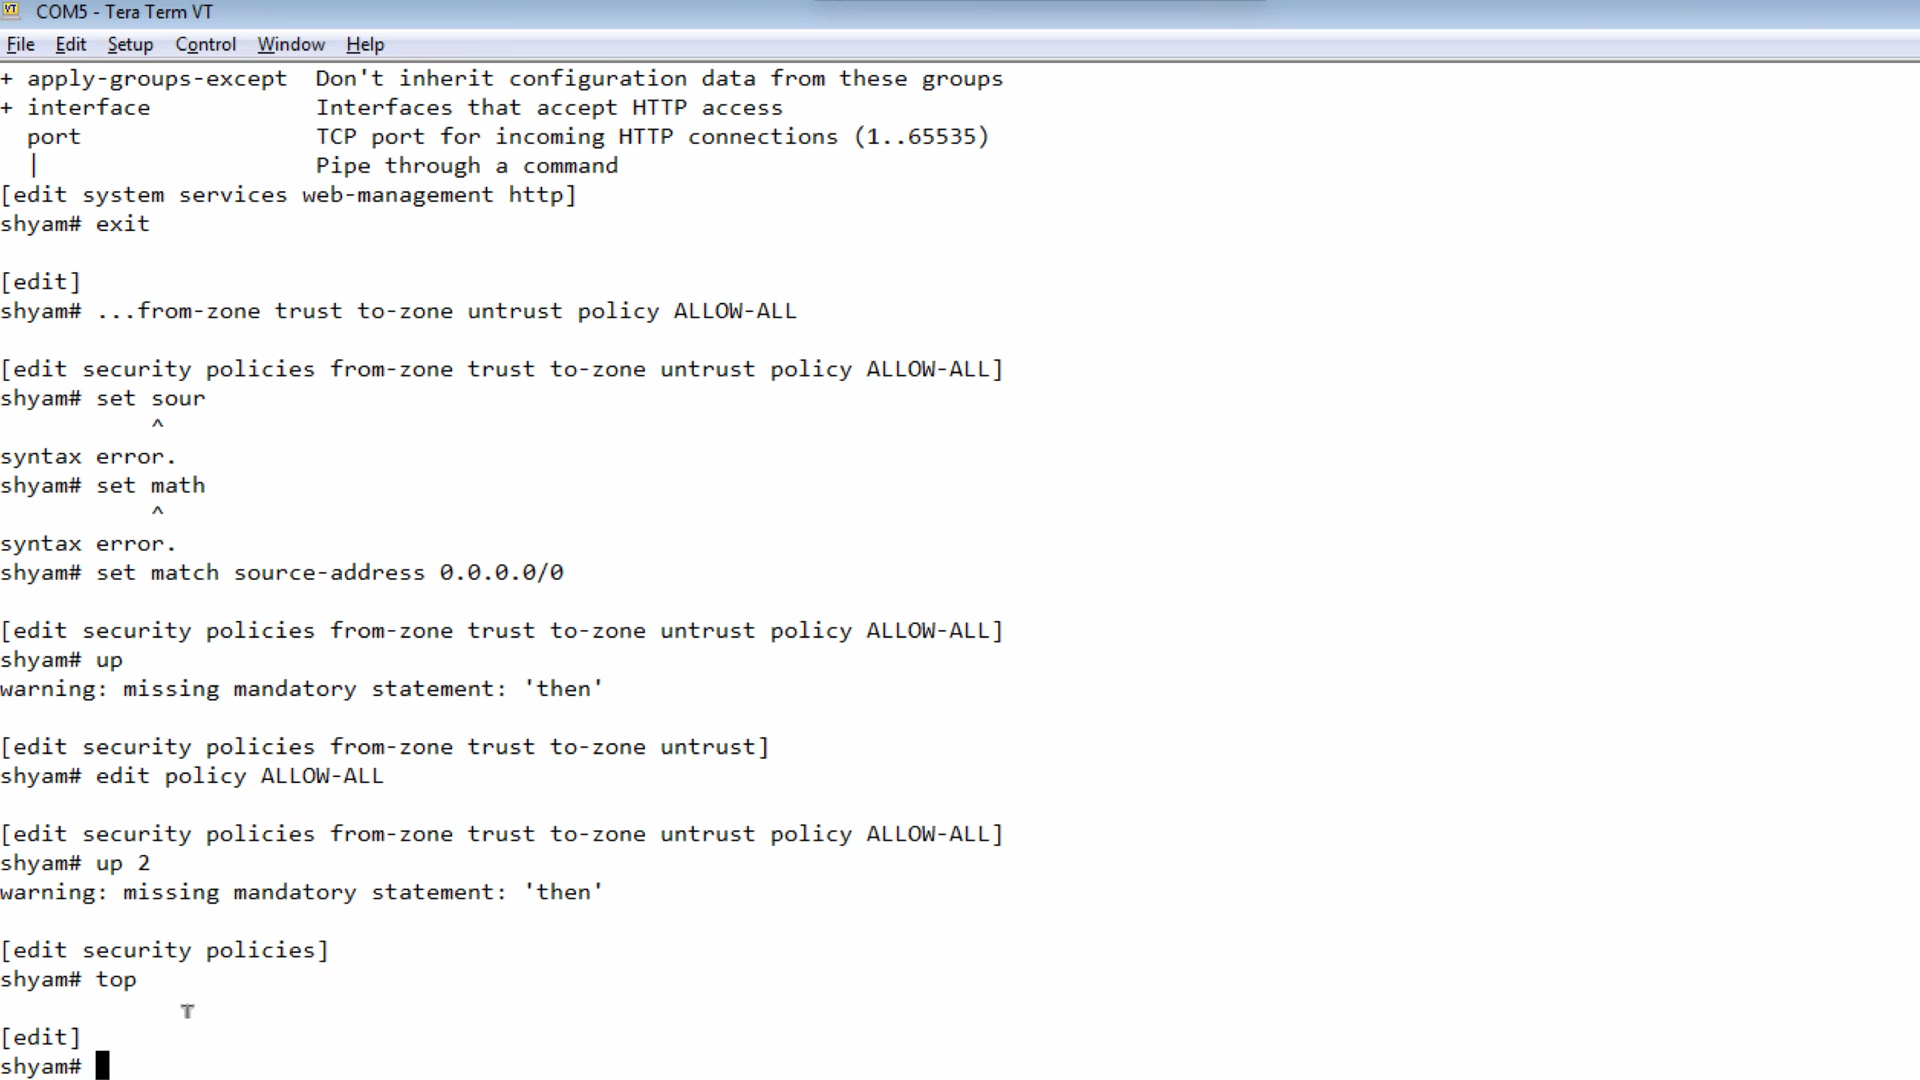 COM5 - Tera Term VT
File Edit Setup Control Window Help
+ apply-groups-except  Don't inherit configuration data from these groups
+ interface            Interfaces that accept HTTP access
  port                 TCP port for incoming HTTP connections (1..65535)
  |                    Pipe through a command
[edit system services web-management http]
shyam# exit
[edit]
shyam# ...from-zone trust to-zone untrust policy ALLOW-ALL
[edit security policies from-zone trust to-zone untrust policy ALLOW-ALL]
shyam# set sour
           ^
syntax error.
shyam# set math
           ^
syntax error.
shyam# set match source-address 0.0.0.0/0
[edit security policies from-zone trust to-zone untrust policy ALLOW-ALL]
shyam# up
warning: missing mandatory statement: 'then'
[edit security policies from-zone trust to-zone untrust]
shyam# edit policy ALLOW-ALL
[edit security policies from-zone trust to-zone untrust policy ALLOW-ALL]
shyam# up 2
warning: missing mandatory statement: 'then'
[edit security policies]
shyam# top
[edit]
shyam#